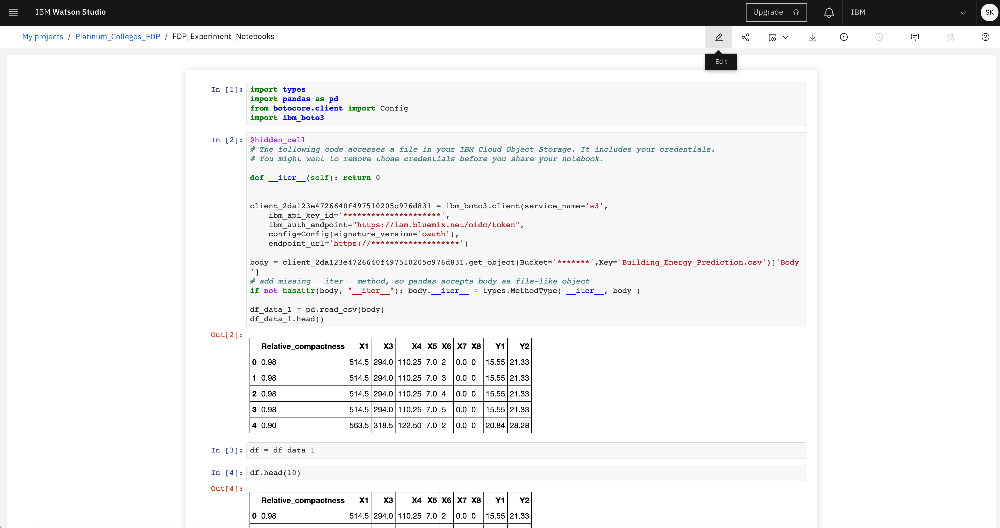 IBM Watson Studio
Upgrade
IBM
SK
My projects / Platinum_Colleges_FDP / FDP_Experiment_Notebooks
Edit
In [1]:
import types
import pandas as pd
from botocore.client import Config
import ibm_boto3
In [2]:
@hidden_cell
# The following code accesses a file in your IBM Cloud Object Storage. It includes your credentials.
# You might want to remove those credentials before you share your notebook.
def __iter__(self): return 0
client_2da123e4726640f497510205c976d831 = ibm_boto3.client(service_name='s3',
ibm_api_key_id='*********************',
ibm_auth_endpoint="https://iam.bluemix.net/oidc/token",
config=Config(signature_version='oauth'),
endpoint_url='https://*******************')
body = client_2da123e4726640f497510205c976d831.get_object(Bucket='*******',Key='Building_Energy_Prediction.csv')['Body
']
# add missing __iter__ method, so pandas accepts body as file-like object
if not hasattr(body, "__iter__"): body.__iter__ = types.MethodType( __iter__, body )
df_data_1 = pd.read_csv(body)
df_data_1.head()
Out[2]:
Relative_compactness X1 X3 X4 X5 X6 X7 X8 Y1 Y2
0 0.98 514.5 294.0 110.25 7.0 2 0.0 0 15.55 21.33
1 0.98 514.5 294.0 110.25 7.0 3 0.0 0 15.55 21.33
2 0.98 514.5 294.0 110.25 7.0 4 0.0 0 15.55 21.33
3 0.98 514.5 294.0 110.25 7.0 5 0.0 0 15.55 21.33
4 0.90 563.5 318.5 122.50 7.0 2 0.0 0 20.84 28.28
In [3]:
df = df_data_1
In [4]:
df.head(10)
Out[4]:
Relative_compactness X1 X3 X4 X5 X6 X7 X8 Y1 Y2
0 0.98 514.5 294.0 110.25 7.0 2 0.0 0 15.55 21.33